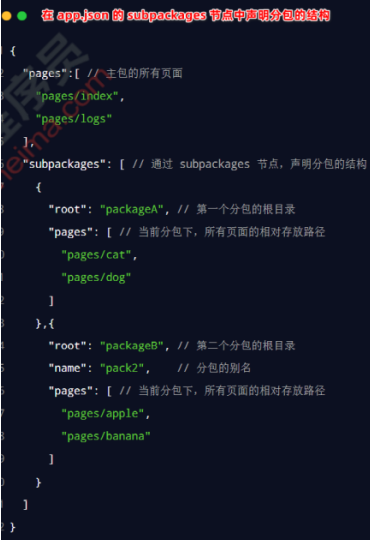 在 app.json 的 subpackages 节点中声明分包的结构
{
"pages":[ // 主包的所有页面
"pages/index",
"pages/logs"
],
"subpackages": [ // 通过 subpackages 节点，声明分包的结构
{
"root": "packageA", // 第一个分包的根目录
"pages": [ // 当前分包下，所有页面的相对存放路径
"pages/cat",
"pages/dog"
]
},{
"root": "packageB", // 第二个分包的根目录
"name": "pack2", // 分包的别名
"pages": [ // 当前分包下，所有页面的相对存放路径
"pages/apple",
"pages/banana"
]
}
]
}
程序员
heima.com